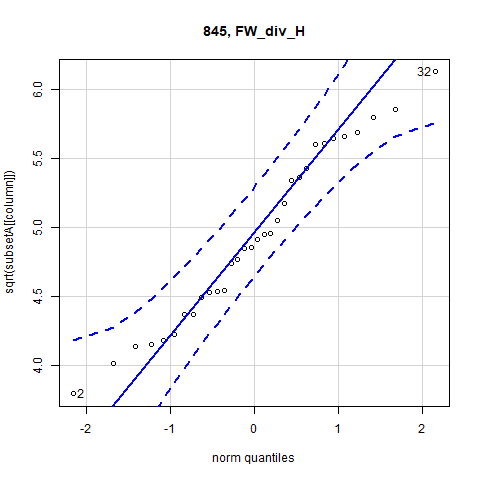 845, FW_div_H
sqrt(subsetA[[column]])
6.0
5.5
5.0
4.5
4.0
32
2
-2 -1 0 1 2
norm quantiles